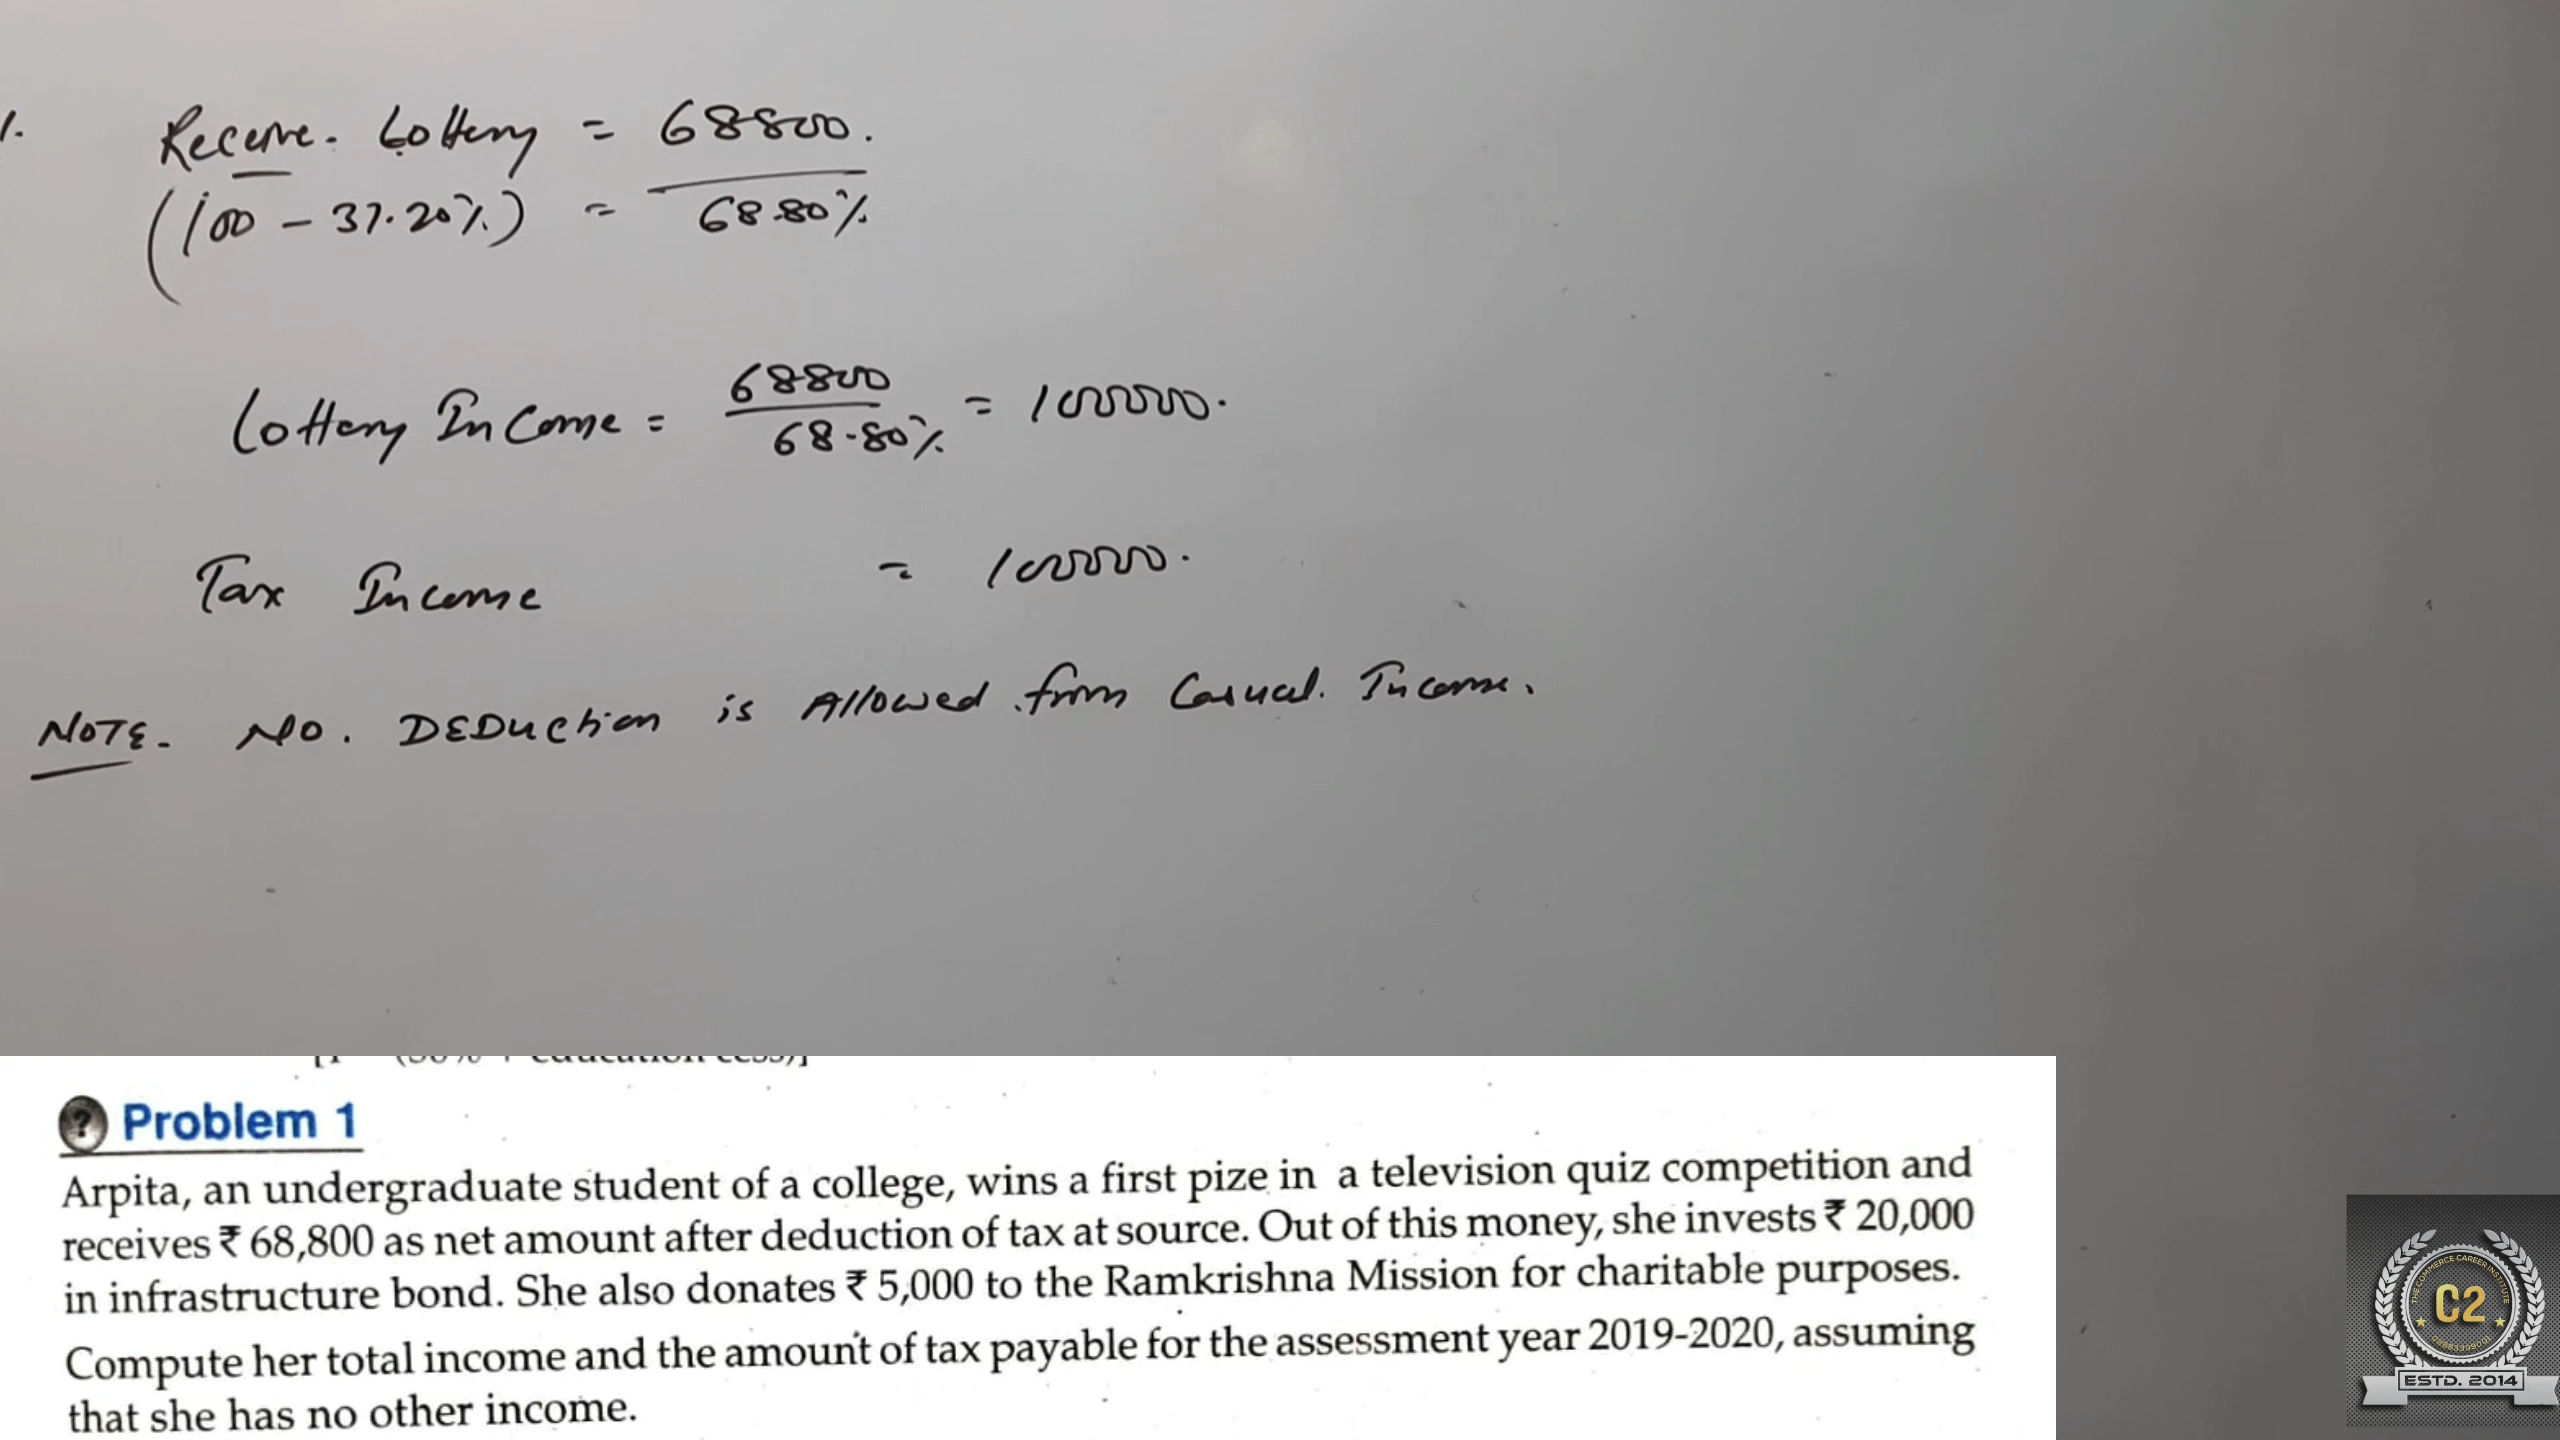 1.
Receive. Lottery = 68800.
(100 - 37.20%) = 68.80%
Lottery Income = 68800 / 68.80% = 100000.
Tax Income = 100000.
NOTE. NO. DEDuction is Allowed from Casual. Income.
? Problem 1
Arpita, an undergraduate student of a college, wins a first pize in a television quiz competition and
receives ₹ 68,800 as net amount after deduction of tax at source. Out of this money, she invests ₹ 20,000
in infrastructure bond. She also donates ₹ 5,000 to the Ramkrishna Mission for charitable purposes.
Compute her total income and the amount of tax payable for the assessment year 2019-2020, assuming
that she has no other income.
THE COMMERCE CAREER INSTITUTE
C2
ESTD. 2014